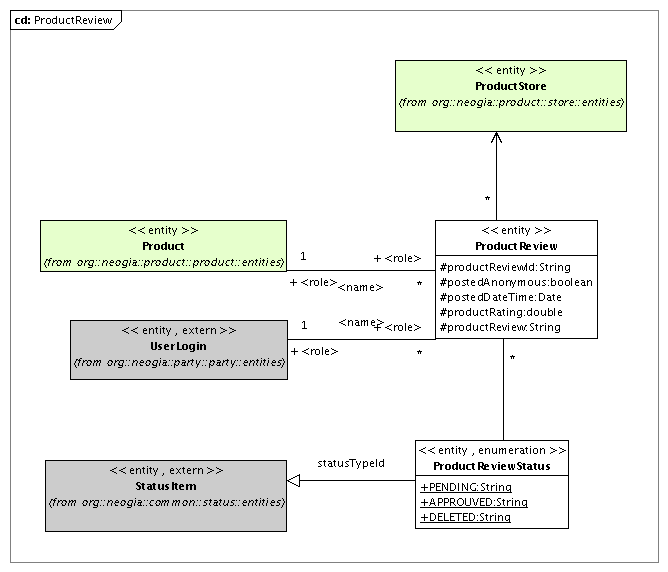 cd: ProductReview
<< entity >>
ProductStore
(from org::neogia::product::store::entities)
*
<< entity >>
Product
(from org::neogia::product::product::entities)
1
+ <role>
+ <role>
<name>
*
<< entity >>
ProductReview
#productReviewId:String
#postedAnonymous:boolean
#postedDateTime:Date
#productRating:double
#productReview:String
<< entity , extern >>
UserLogin
(from org::neogia::party::party::entities)
1
<name>
+ <role>
+ <role>
*
*
<< entity , extern >>
StatusItem
(from org::neogia::common::status::entities)
statusTypeId
<< entity , enumeration >>
ProductReviewStatus
+PENDING:String
+APPROUVED:String
+DELETED:String